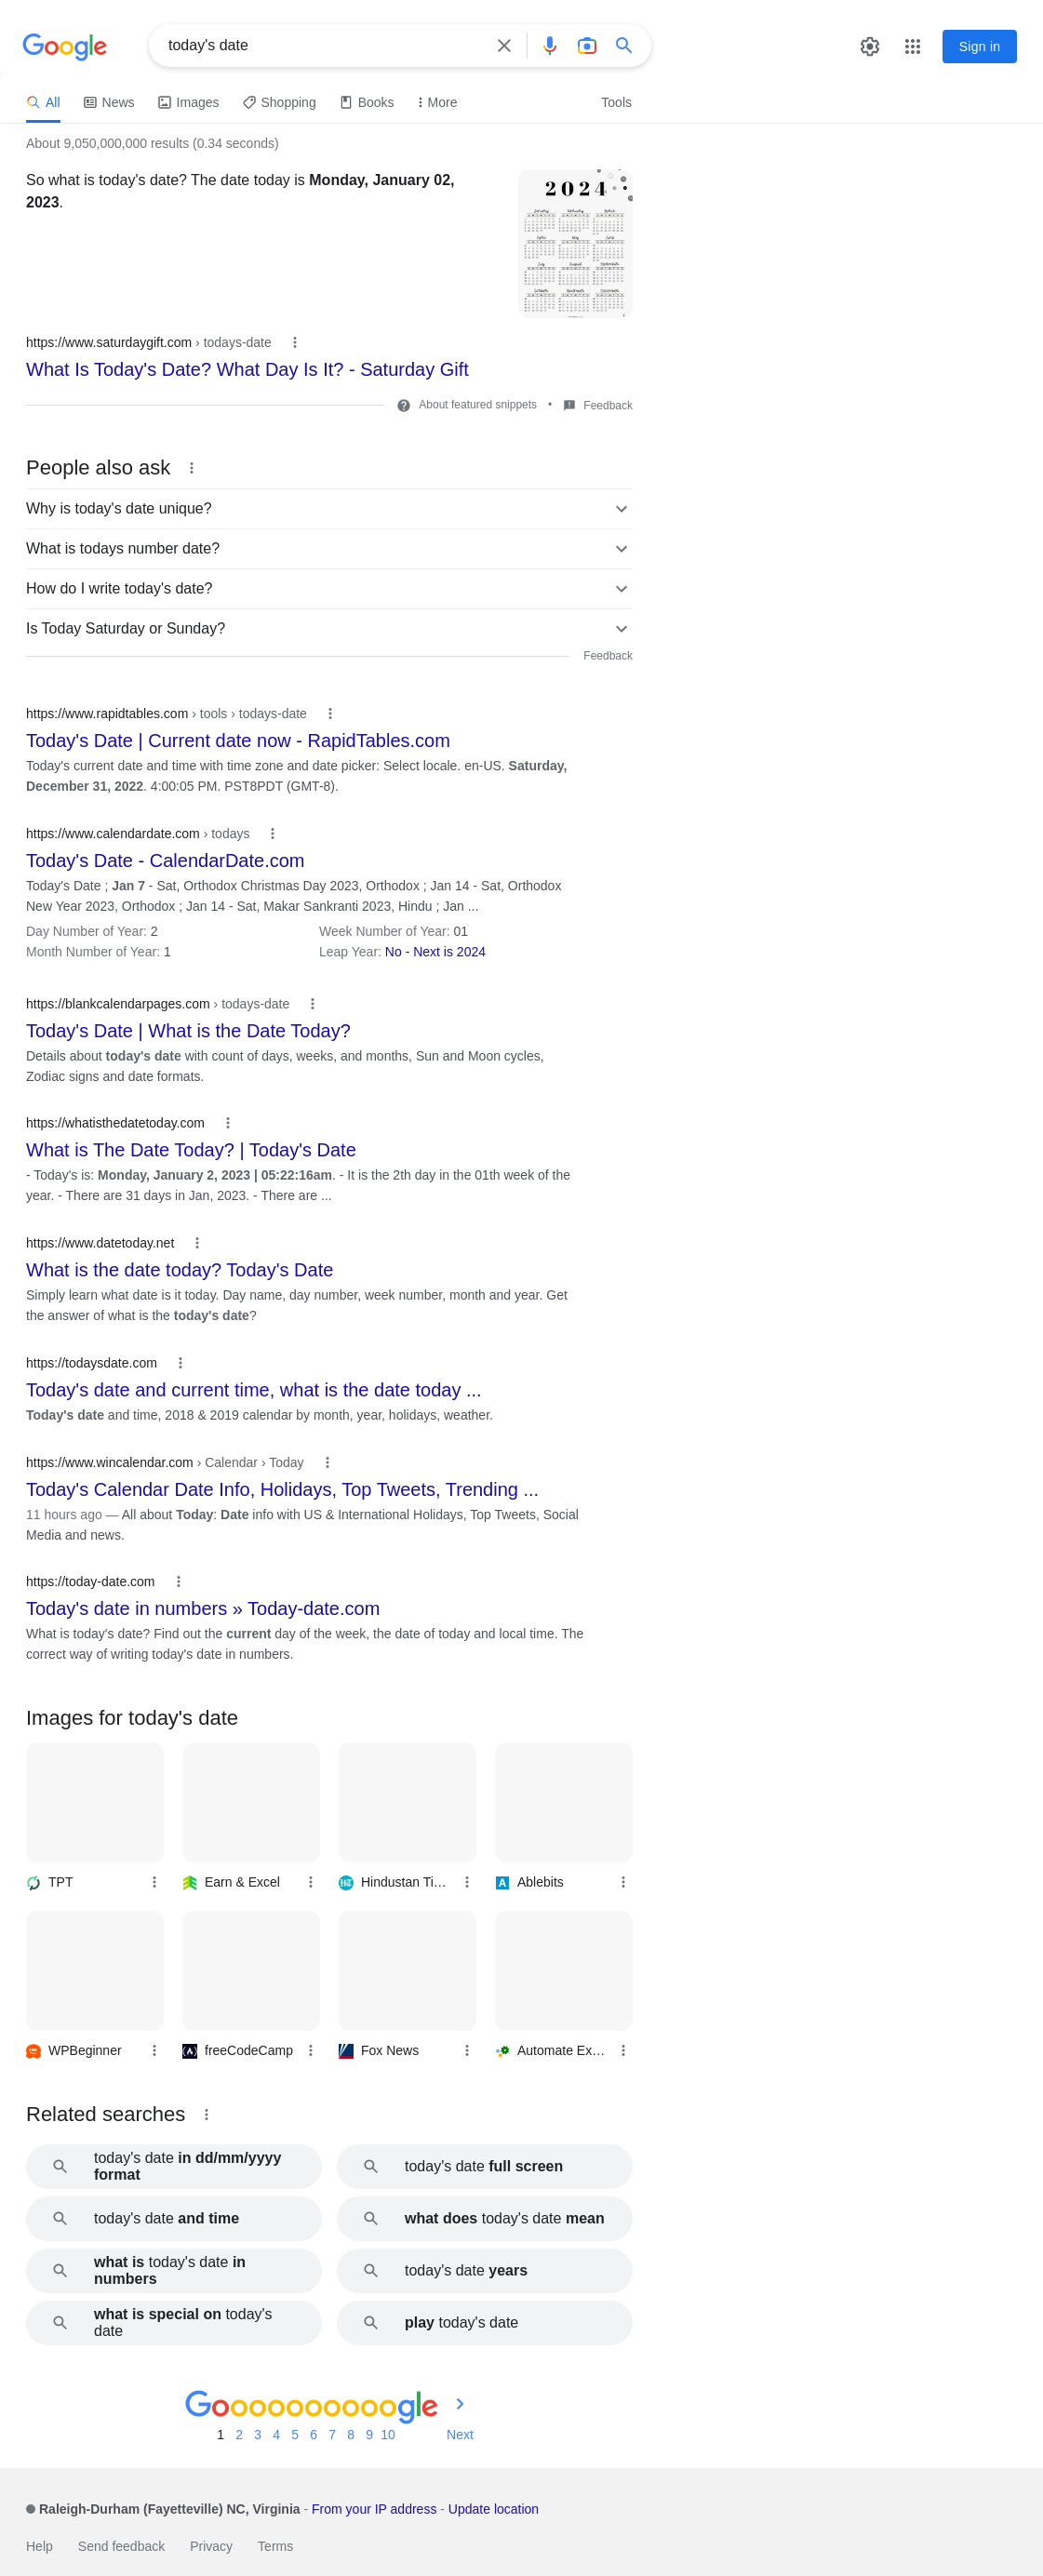 Google
today's date
Sign in
All
News
Images
Shopping
Books
More
Tools
About 9,050,000,000 results (0.34 seconds)
So what is today's date? The date today is Monday, January 02,
2023.
2024
https://www.saturdaygift.com › todays-date
What Is Today's Date? What Day Is It? - Saturday Gift
About featured snippets • Feedback
People also ask
Why is today's date unique?
What is todays number date?
How do I write today's date?
Is Today Saturday or Sunday?
Feedback
https://www.rapidtables.com › tools › todays-date
Today's Date | Current date now - RapidTables.com
Today's current date and time with time zone and date picker: Select locale. en-US. Saturday,
December 31, 2022. 4:00:05 PM. PST8PDT (GMT-8).
https://www.calendardate.com › todays
Today's Date - CalendarDate.com
Today's Date ; Jan 7 - Sat, Orthodox Christmas Day 2023, Orthodox ; Jan 14 - Sat, Orthodox
New Year 2023, Orthodox ; Jan 14 - Sat, Makar Sankranti 2023, Hindu ; Jan ...
Day Number of Year: 2
Week Number of Year: 01
Month Number of Year: 1
Leap Year: No - Next is 2024
https://blankcalendarpages.com › todays-date
Today's Date | What is the Date Today?
Details about today's date with count of days, weeks, and months, Sun and Moon cycles,
Zodiac signs and date formats.
https://whatisthedatetoday.com
What is The Date Today? | Today's Date
- Today's is: Monday, January 2, 2023 | 05:22:16am. - It is the 2th day in the 01th week of the
year. - There are 31 days in Jan, 2023. - There are ...
https://www.datetoday.net
What is the date today? Today's Date
Simply learn what date is it today. Day name, day number, week number, month and year. Get
the answer of what is the today's date?
https://todaysdate.com
Today's date and current time, what is the date today ...
Today's date and time, 2018 & 2019 calendar by month, year, holidays, weather.
https://www.wincalendar.com › Calendar › Today
Today's Calendar Date Info, Holidays, Top Tweets, Trending ...
11 hours ago — All about Today: Date info with US & International Holidays, Top Tweets, Social
Media and news.
https://today-date.com
Today's date in numbers » Today-date.com
What is today's date? Find out the current day of the week, the date of today and local time. The
correct way of writing today's date in numbers.
Images for today's date
TPT
Earn & Excel
Hindustan Ti...
Ablebits
WPBeginner
freeCodeCamp
Fox News
Automate Ex...
Related searches
today's date in dd/mm/yyyy
format
today's date full screen
today's date and time
what does today's date mean
what is today's date in
numbers
today's date years
what is special on today's
date
play today's date
Goooooooooogle
1 2 3 4 5 6 7 8 9 10 Next
Raleigh-Durham (Fayetteville) NC, Virginia - From your IP address - Update location
Help Send feedback Privacy Terms